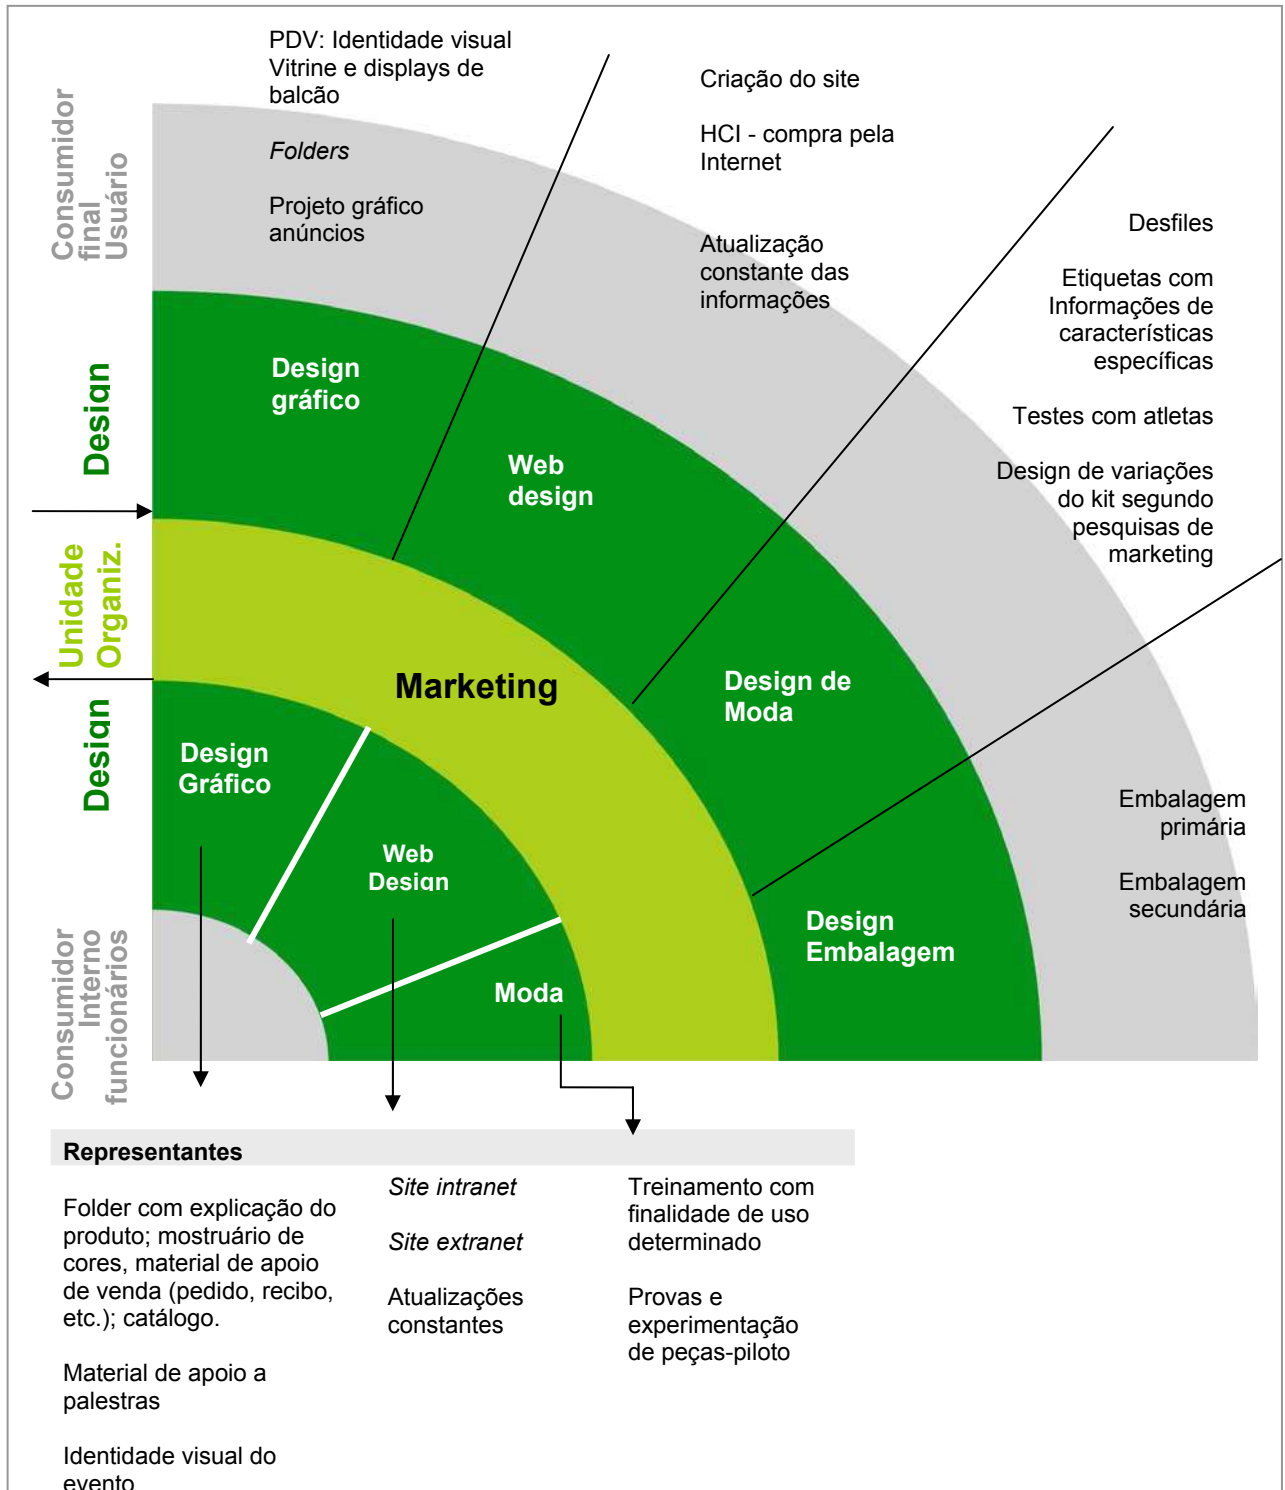 PDV: Identidade visual
Vitrine e displays de
balcão
Folders
Projeto gráfico
anúncios
Criação do site
HCI - compra pela
Internet
Atualização
constante das
informações
Desfiles
Etiquetas com
Informações de
características
específicas
Testes com atletas
Design de variações
do kit segundo
pesquisas de
marketing
Embalagem
primária
Embalagem
secundária
Consumidor
final
Usuário
Design
Unidade
Organiz.
Design
Consumidor
Interno
funcionários
Design
gráfico
Web
design
Design de
Moda
Design
Embalagem
Marketing
Design
Gráfico
Web
Design
Moda
Representantes
Folder com explicação do
produto; mostruário de
cores, material de apoio
de venda (pedido, recibo,
etc.); catálogo.
Material de apoio a
palestras
Identidade visual do
evento
Site intranet
Site extranet
Atualizações
constantes
Treinamento com
finalidade de uso
determinado
Provas e
experimentação
de peças-piloto